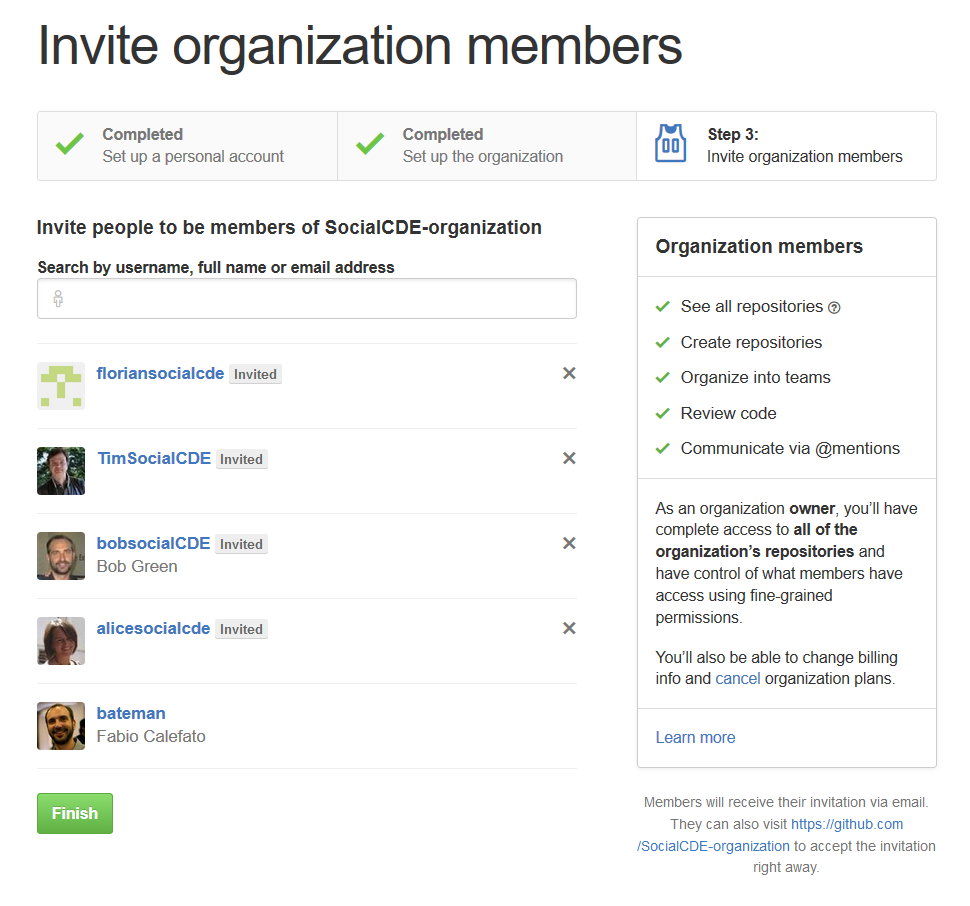 Invite organization members
Completed
Set up a personal account
Completed
Set up the organization
Step 3:
Invite organization members
Invite people to be members of SocialCDE-organization
Search by username, full name or email address
floriansocialcde Invited
TimSocialCDE Invited
bobsocialCDE Invited
Bob Green
alicesocialcde Invited
bateman
Fabio Calefato
Finish
Organization members
See all repositories
Create repositories
Organize into teams
Review code
Communicate via @mentions
As an organization owner, you’ll have
complete access to all of the
organization’s repositories and
have control of what members have
access using fine-grained
permissions.
You’ll also be able to change billing
info and cancel organization plans.
Learn more
Members will receive their invitation via email.
They can also visit https://github.com
/SocialCDE-organization to accept the invitation
right away.